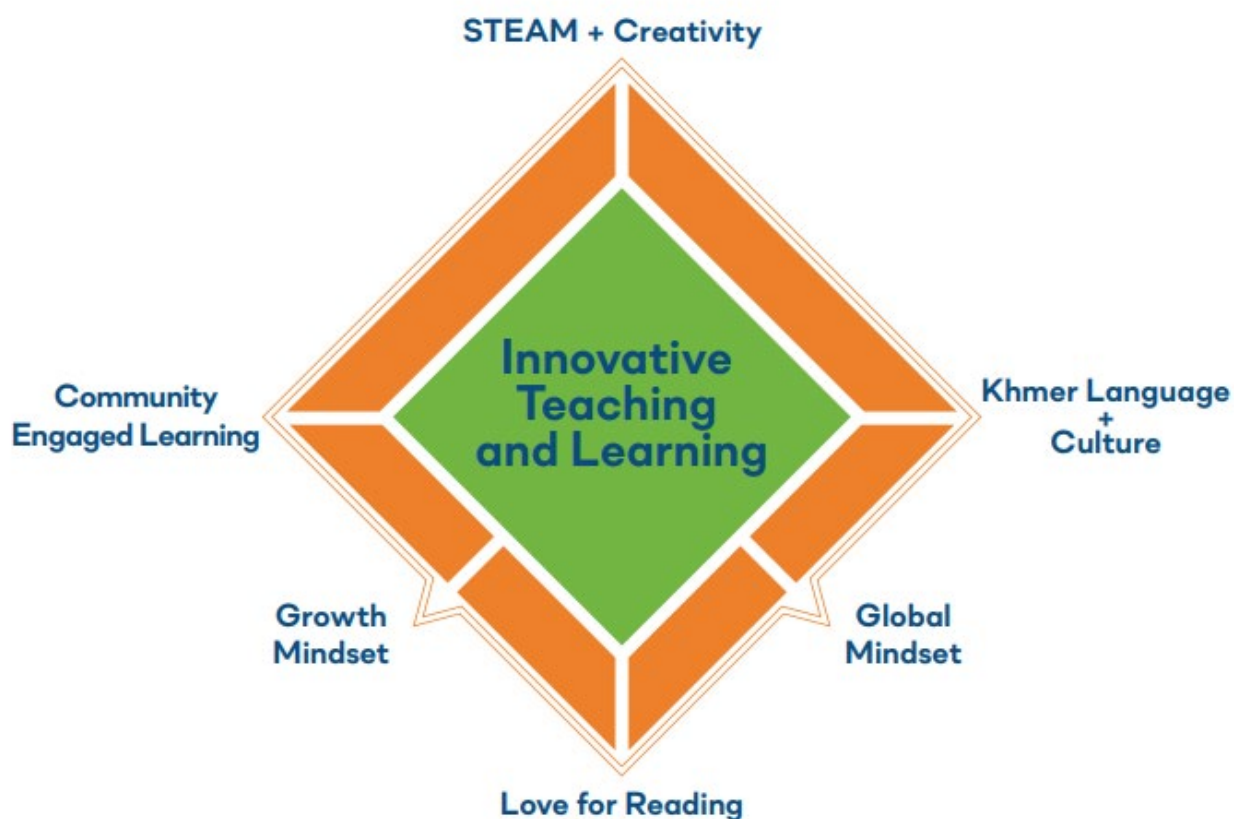 STEAM + Creativity
Innovative
Teaching
and Learning
Community
Engaged Learning
Khmer Language
+
Culture
Growth
Mindset
Global
Mindset
Love for Reading